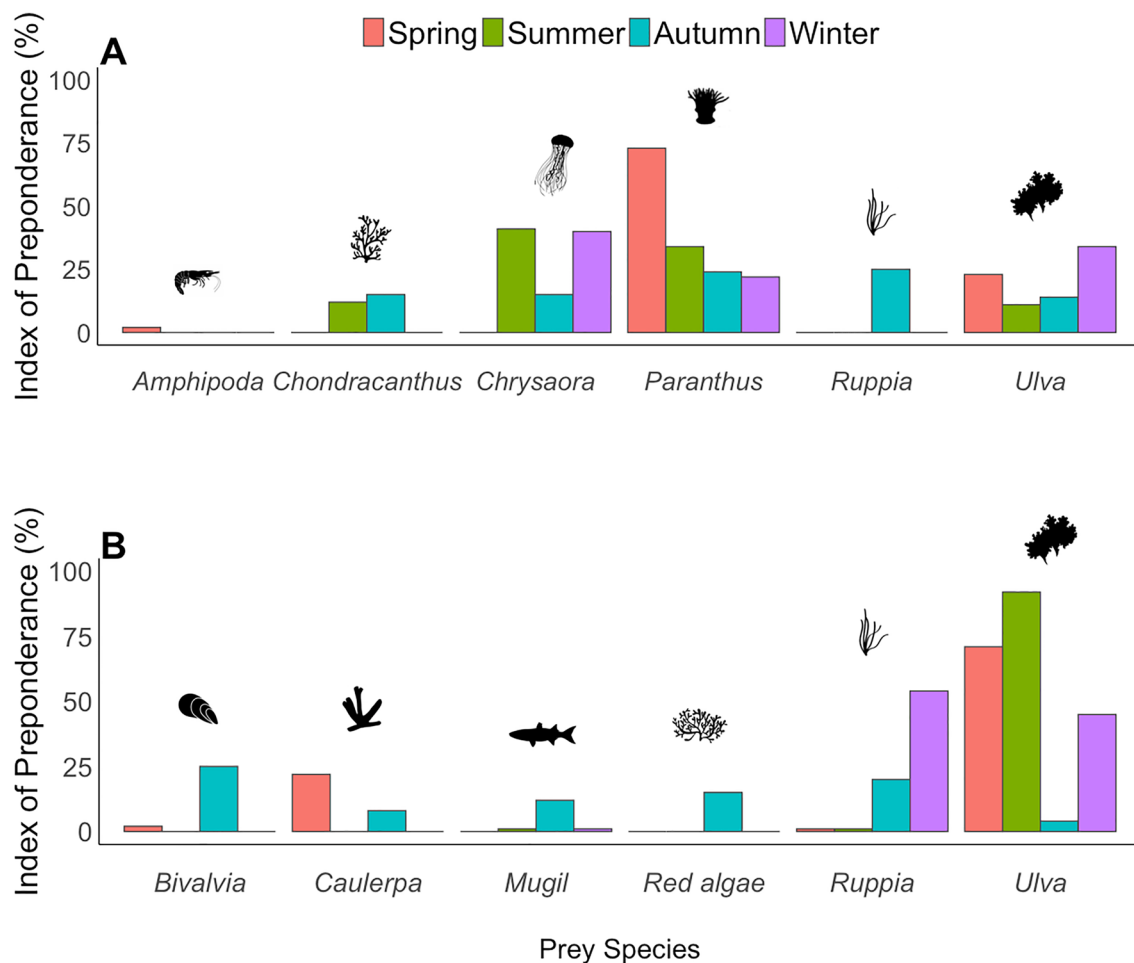 Spring Summer Autumn Winter
A
Index of Preponderance (%)
100
75
50
25
0
Amphipoda Chondracanthus Chrysaora Paranthus Ruppia Ulva
B
Index of Preponderance (%)
100
75
50
25
0
Bivalvia Caulerpa Mugil Red algae Ruppia Ulva
Prey Species